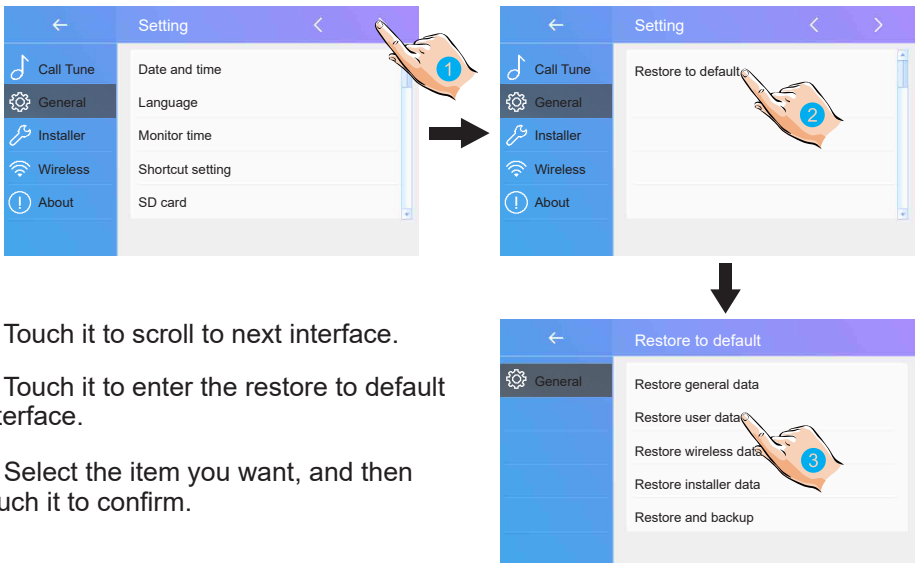 Setting
Call Tune
General
Installer
Wireless
About
Date and time
Language
Monitor time
Shortcut setting
SD card
1
Setting
Call Tune
General
Installer
Wireless
About
Restore to default
2
Touch it to scroll to next interface.
Touch it to enter the restore to default
terface.
Select the item you want, and then
uch it to confirm.
Restore to default
General
Restore general data
Restore user data
Restore wireless data
Restore installer data
Restore and backup
3